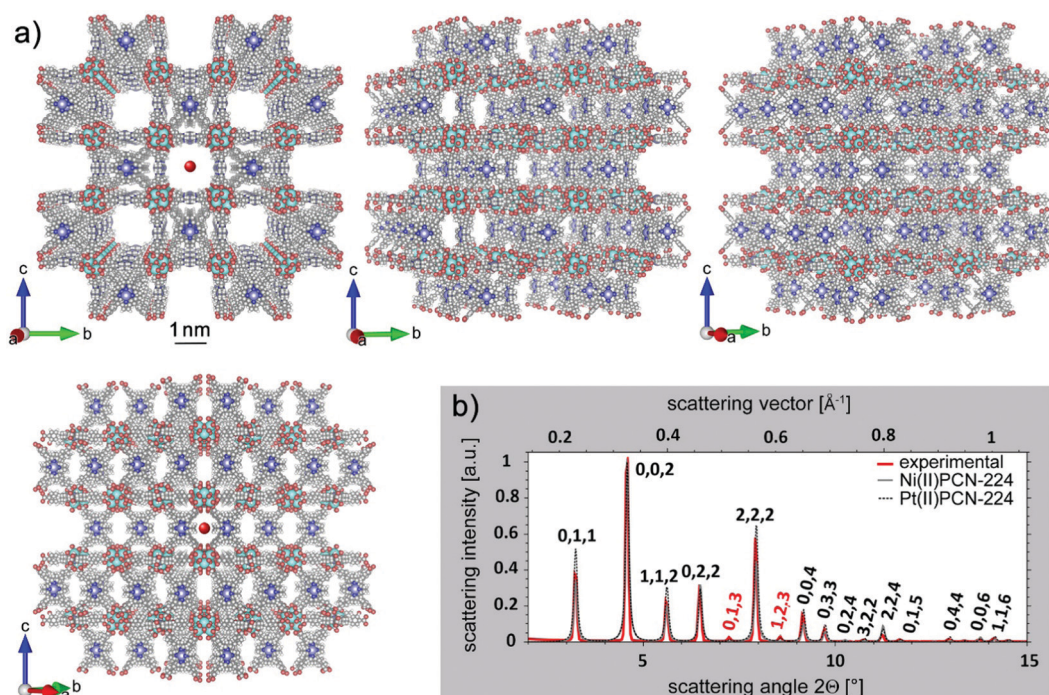 a)
c
a
b
1 nm
c
a
b
c
a
b
c
b
a
b)
scattering vector [Å⁻¹]
0.2 0.4 0.6 0.8 1
scattering intensity [a.u.]
1
0.8
0.6
0.4
0.2
0
experimental
Ni(II)PCN-224
Pt(II)PCN-224
0,1,1
0,0,2
1,1,2
0,2,2
0,1,3
2,2,2
1,2,3
0,0,4
0,3,3
0,2,4
3,2,2
2,2,4
0,1,5
0,4,4
0,0,6
1,1,6
5 10 15
scattering angle 2Θ [°]